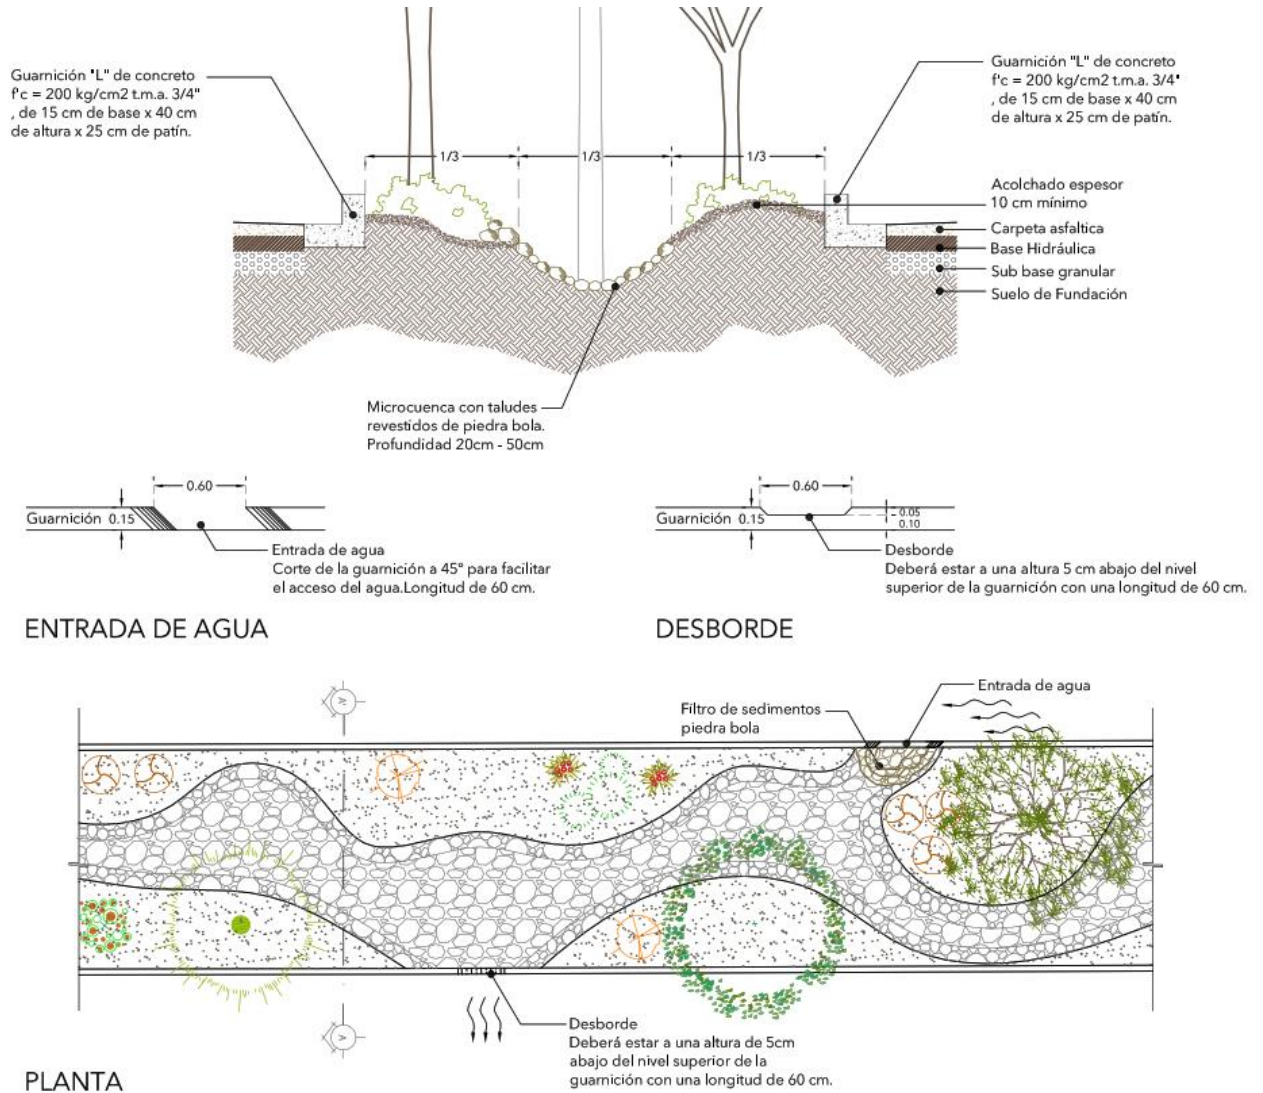 Guarnición "L" de concreto
f'c = 200 kg/cm2 t.m.a. 3/4"
, de 15 cm de base x 40 cm
de altura x 25 cm de patín.
Guarnición "L" de concreto
f'c = 200 kg/cm2 t.m.a. 3/4"
, de 15 cm de base x 40 cm
de altura x 25 cm de patín.
1/3
1/3
1/3
Acolchado espesor
10 cm mínimo
Carpeta asfaltica
Base Hidráulica
Sub base granular
Suelo de Fundación
Microcuenca con taludes
revestidos de piedra bola.
Profundidad 20cm - 50cm
0.60
Guarnición 0.15
Entrada de agua
Corte de la guarnición a 45° para facilitar
el acceso del agua.Longitud de 60 cm.
ENTRADA DE AGUA
0.60
Guarnición 0.15
0.05
0.10
Desborde
Deberá estar a una altura 5 cm abajo del nivel
superior de la guarnición con una longitud de 60 cm.
DESBORDE
Entrada de agua
Filtro de sedimentos
piedra bola
A
A
Desborde
Deberá estar a una altura de 5cm
abajo del nivel superior de la
guarnición con una longitud de 60 cm.
PLANTA